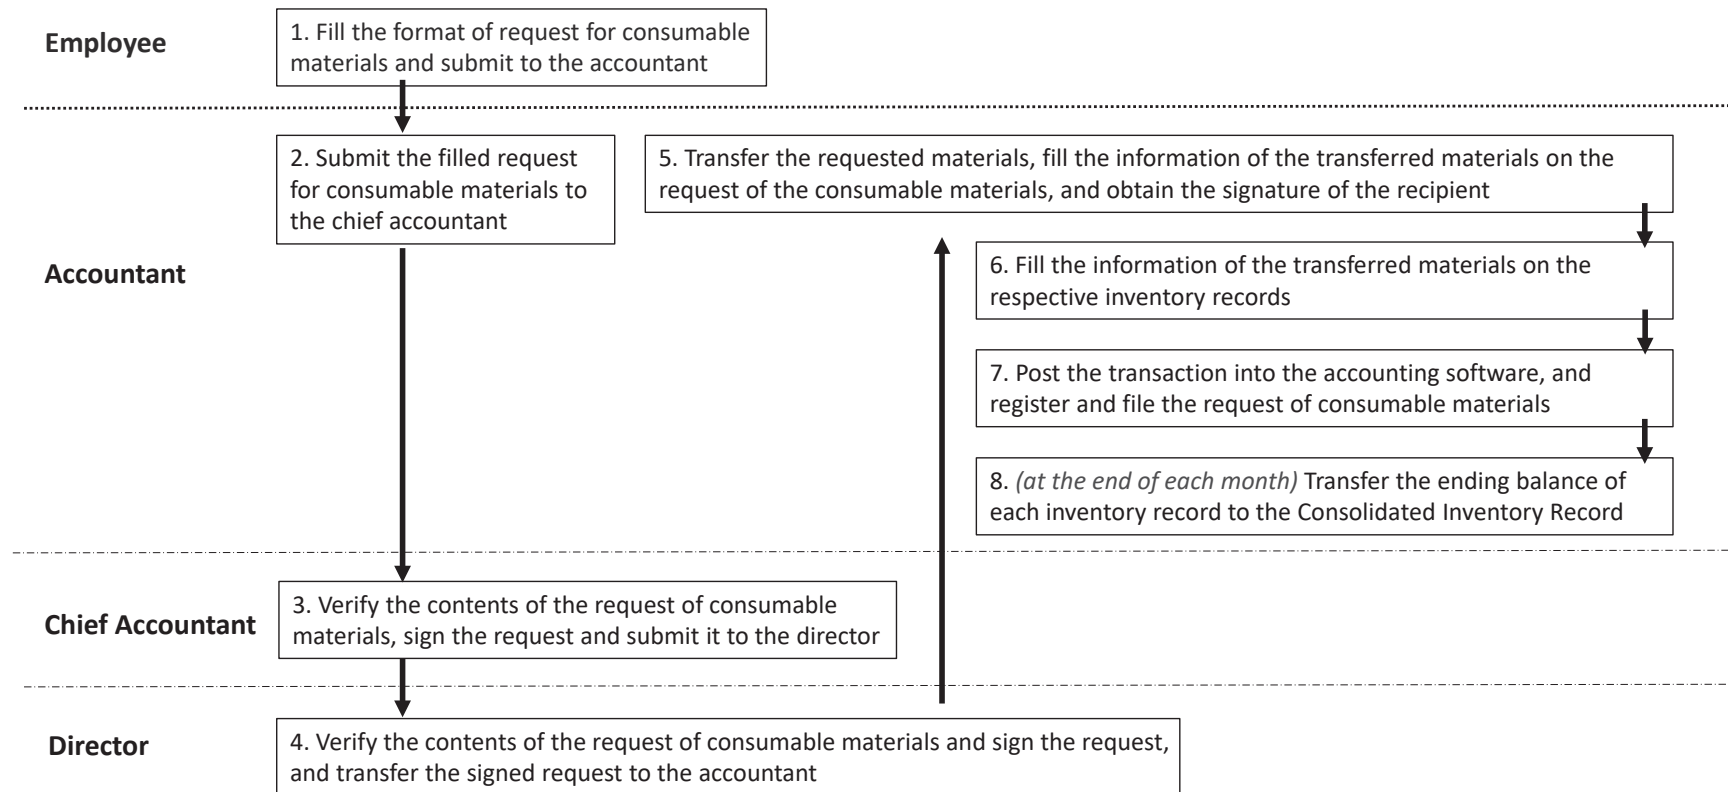 Employee
1. Fill the format of request for consumable
materials and submit to the accountant
Accountant
2. Submit the filled request
for consumable materials to
the chief accountant
5. Transfer the requested materials, fill the information of the transferred materials on the
request of the consumable materials, and obtain the signature of the recipient
6. Fill the information of the transferred materials on the
respective inventory records
7. Post the transaction into the accounting software, and
register and file the request of consumable materials
8. (at the end of each month) Transfer the ending balance of
each inventory record to the Consolidated Inventory Record
Chief Accountant
3. Verify the contents of the request of consumable
materials, sign the request and submit it to the director
Director
4. Verify the contents of the request of consumable materials and sign the request,
and transfer the signed request to the accountant